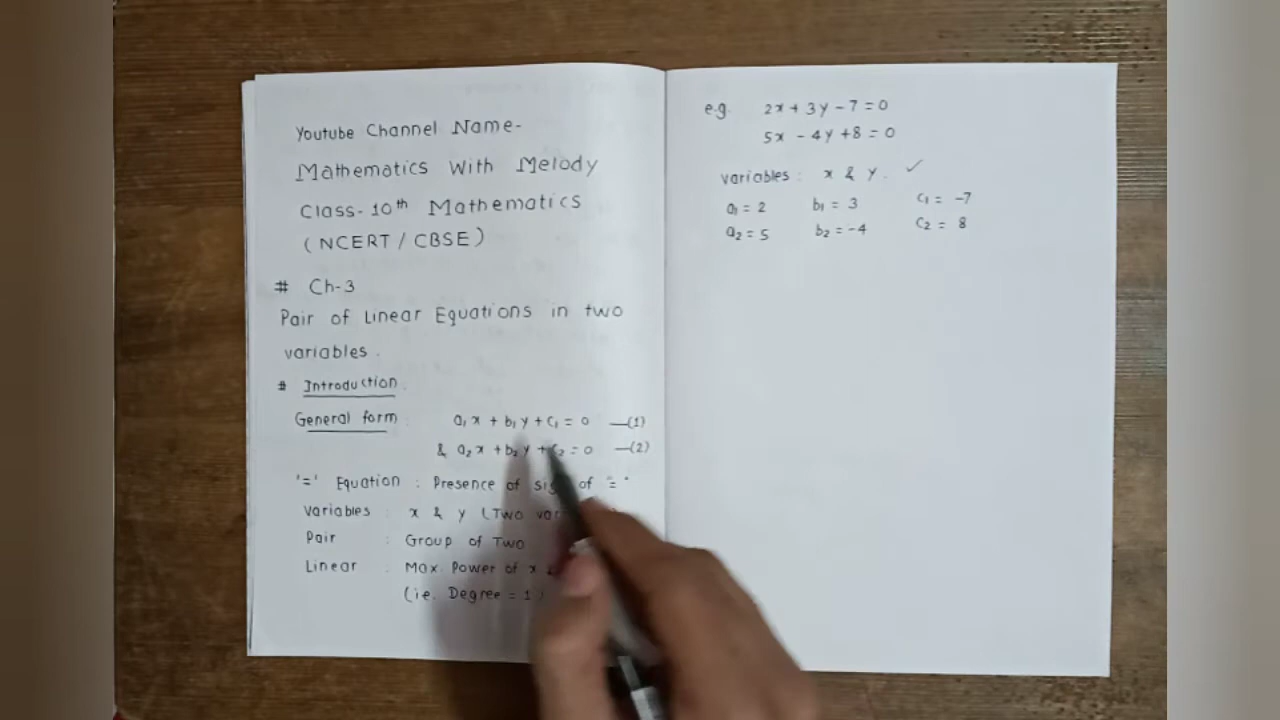 Youtube Channel Name-
Mathematics With Melody
Class-10th Mathematics
(NCERT / CBSE)
# Ch-3
Pair of Linear Equations in two
variables.
# Introduction.
General form: a₁x + b₁y + c₁ = 0 —(1)
& a₂x + b₂y + c₂ = 0 —(2)
'=' Equation : Presence of sign of "="
Variables : x & y (Two
Pair : Group of Two
Linear : Max. Power of x
(ie. Degree = 1)
e.g. 2x + 3y - 7 = 0
5x - 4y + 8 = 0
variables: x & y. ✓
a₁ = 2 b₁ = 3 c₁ = -7
a₂ = 5 b₂ = -4 c₂ = 8